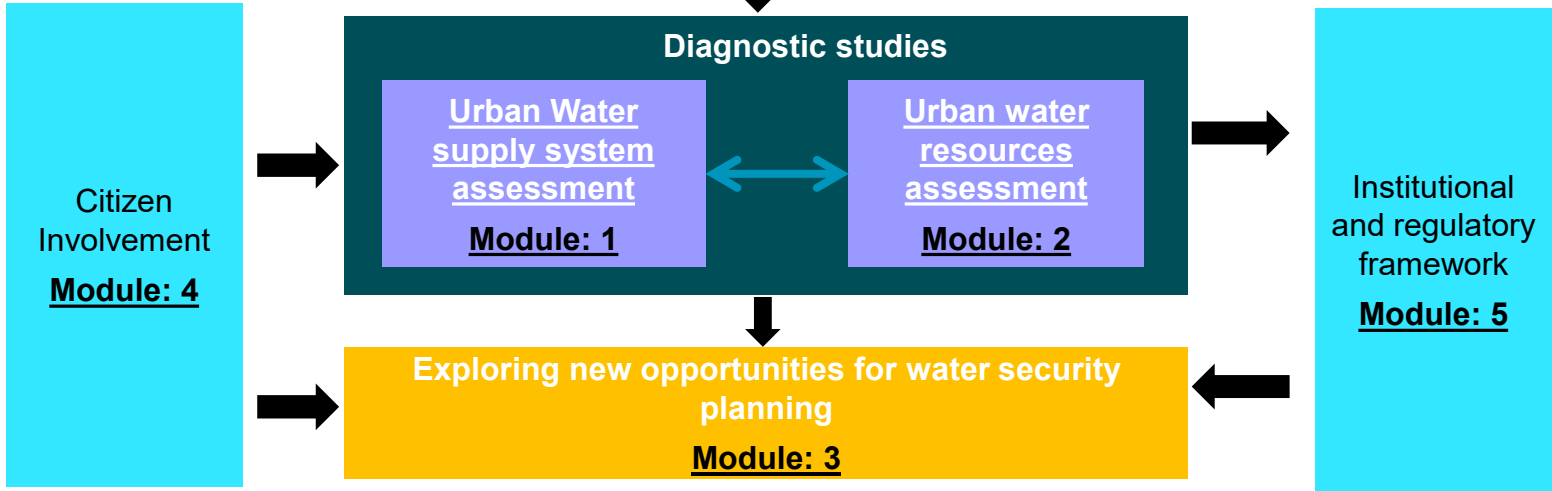 Diagnostic studies
Urban Water
supply system
assessment
Module: 1
Urban water
resources
assessment
Module: 2
Citizen
Involvement
Module: 4
Institutional
and regulatory
framework
Module: 5
Exploring new opportunities for water security
planning
Module: 3